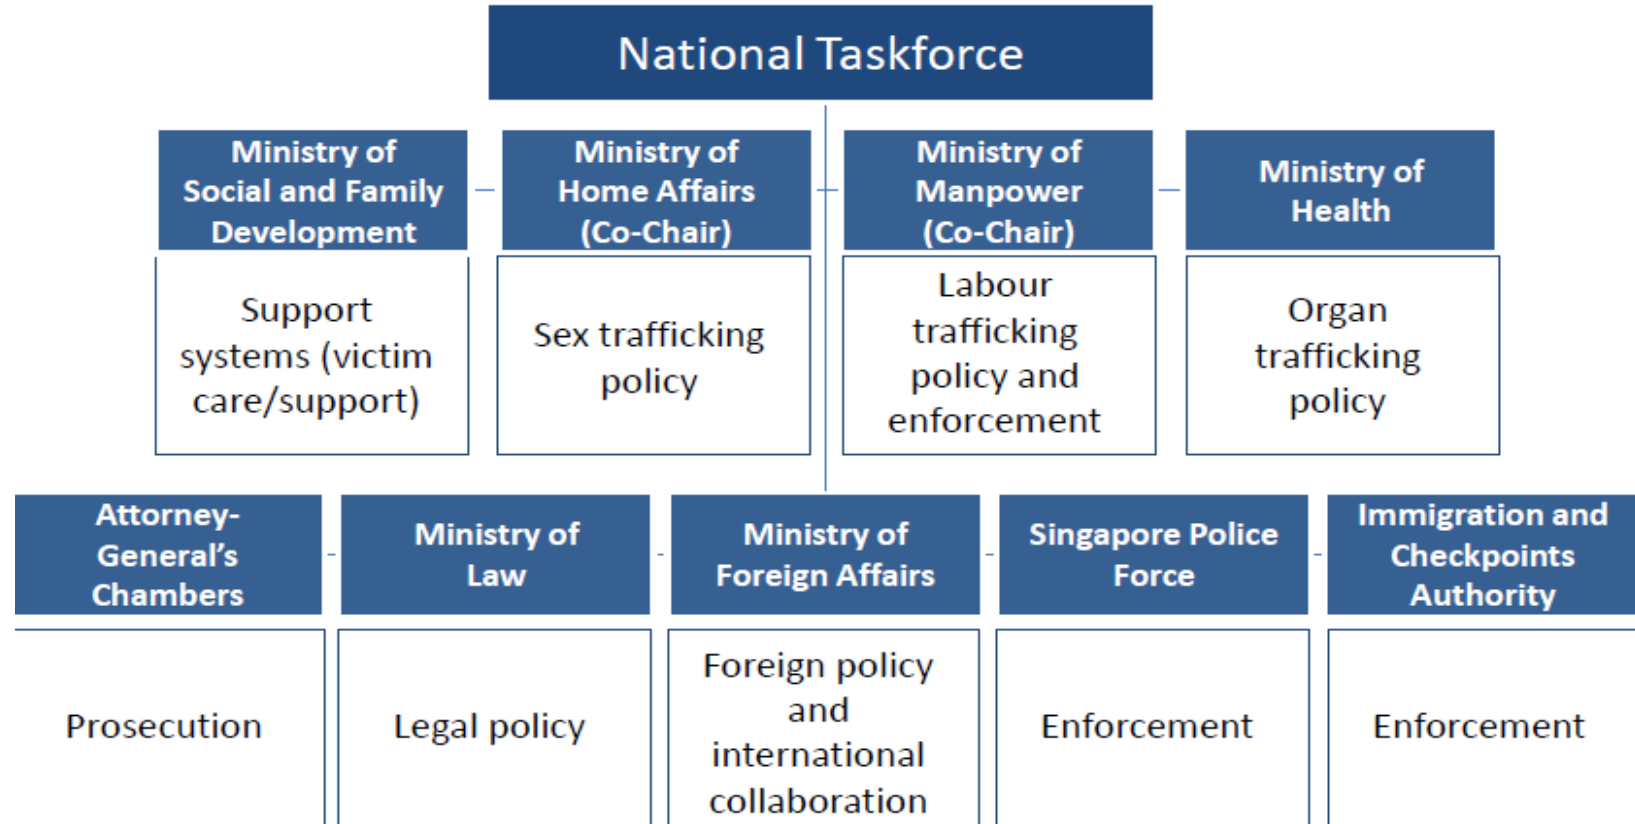 National Taskforce
Ministry of
Social and Family
Development
Ministry of
Home Affairs
(Co-Chair)
Ministry of
Manpower
(Co-Chair)
Ministry of
Health
Support
systems (victim
care/support)
Sex trafficking
policy
Labour
trafficking
policy and
enforcement
Organ
trafficking
policy
Attorney-
General’s
Chambers
Ministry of
Law
Ministry of
Foreign Affairs
Singapore Police
Force
Immigration and
Checkpoints
Authority
Prosecution
Legal policy
Foreign policy
and
international
collaboration
Enforcement
Enforcement